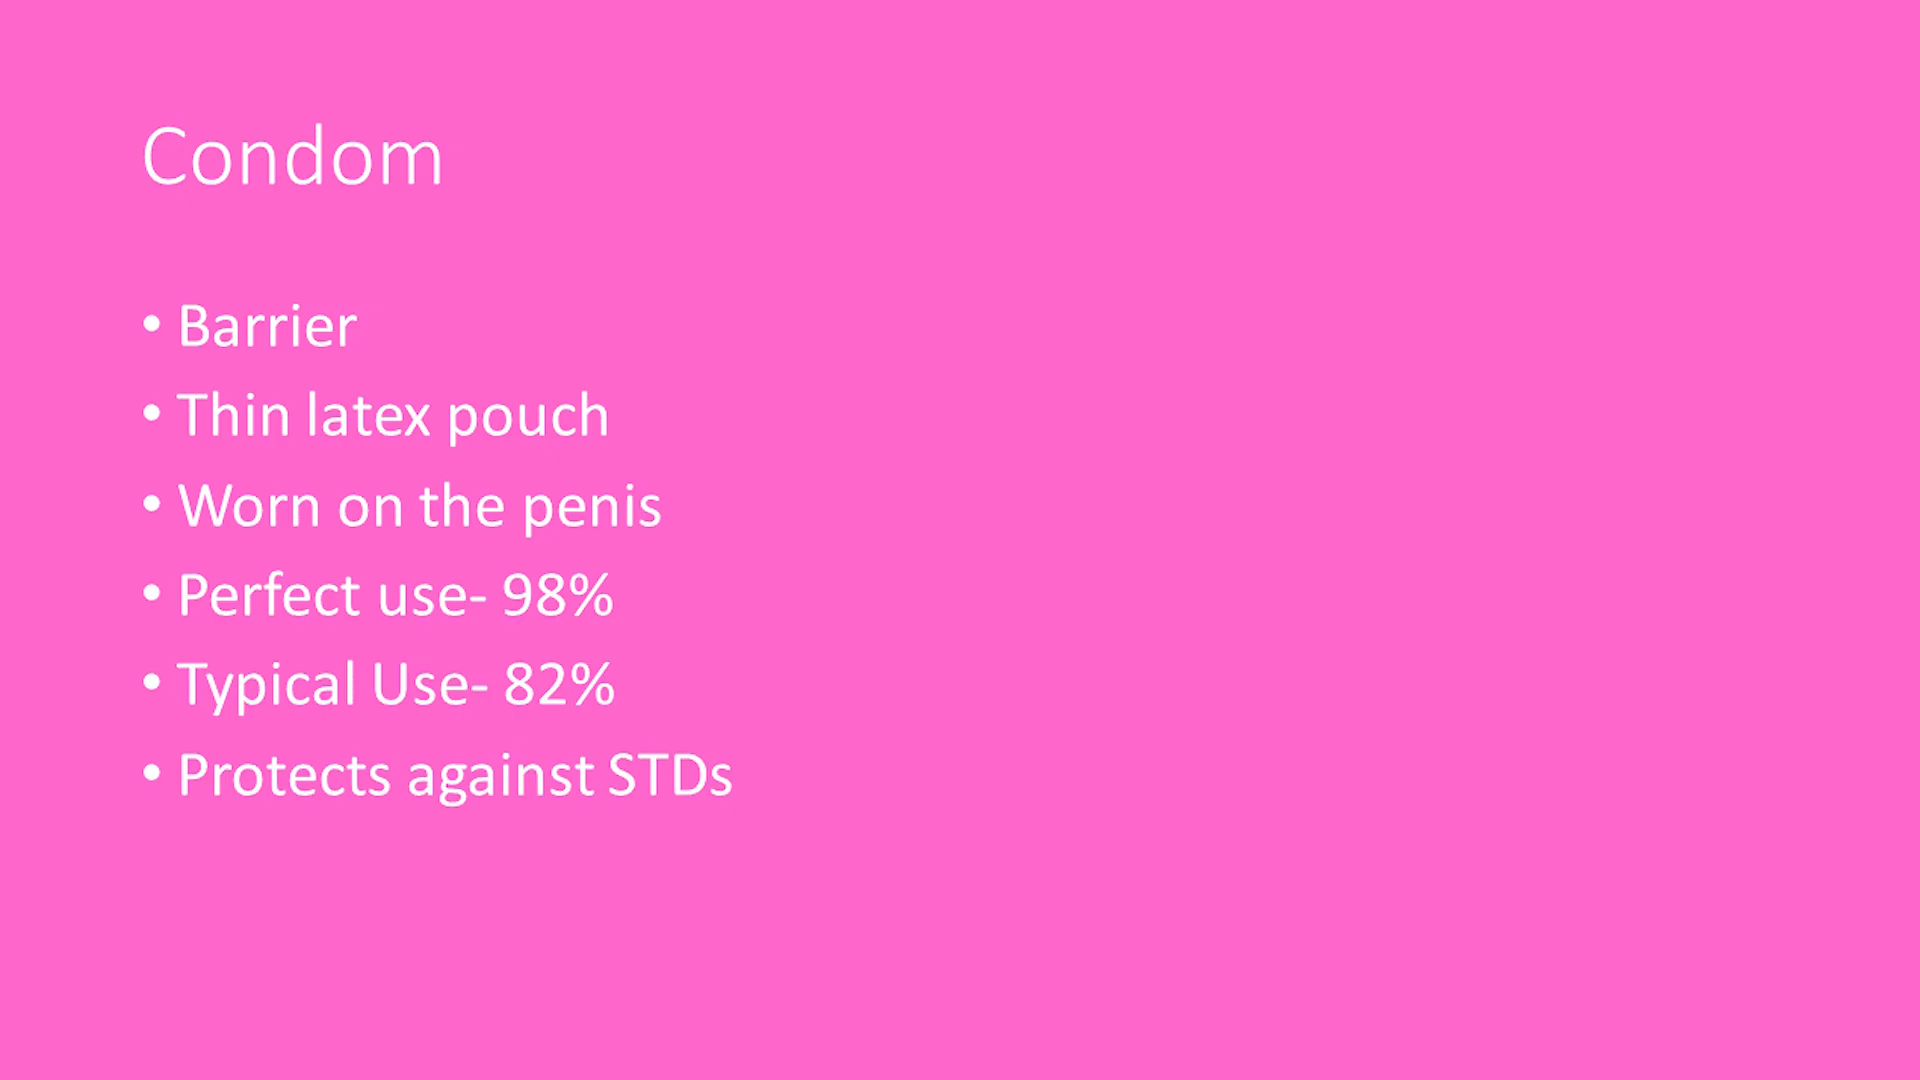 Condom
• Barrier
• Thin latex pouch
• Worn on the penis
• Perfect use- 98%
• Typical Use- 82%
• Protects against STDs